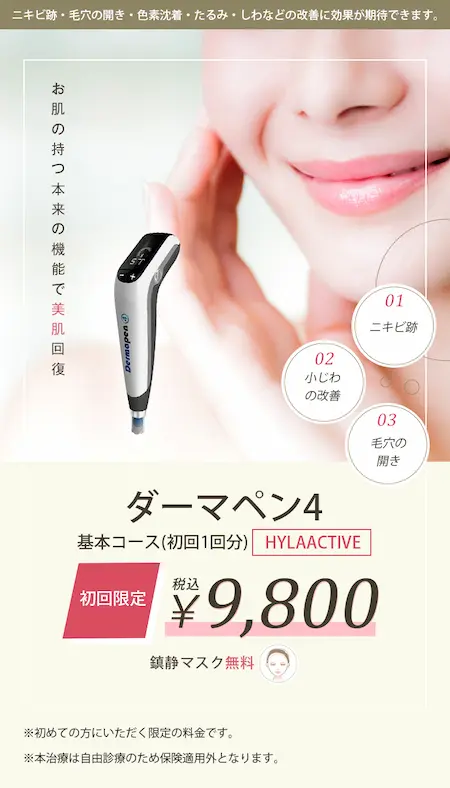 ニキビ跡・毛穴の開き・色素沈着・たるみ・しわなどの改善に効果が期待できます。
お肌の持つ本来の機能で美肌回復
Dermapen 4
01
ニキビ跡
02
小じわ
の改善
03
毛穴の
開き
ダーマペン4
基本コース(初回1回分) HYLAACTIVE
初回限定
税込
¥9,800
鎮静マスク無料
※初めての方にいただく限定の料金です。
※本治療は自由診療のため保険適用外となります。